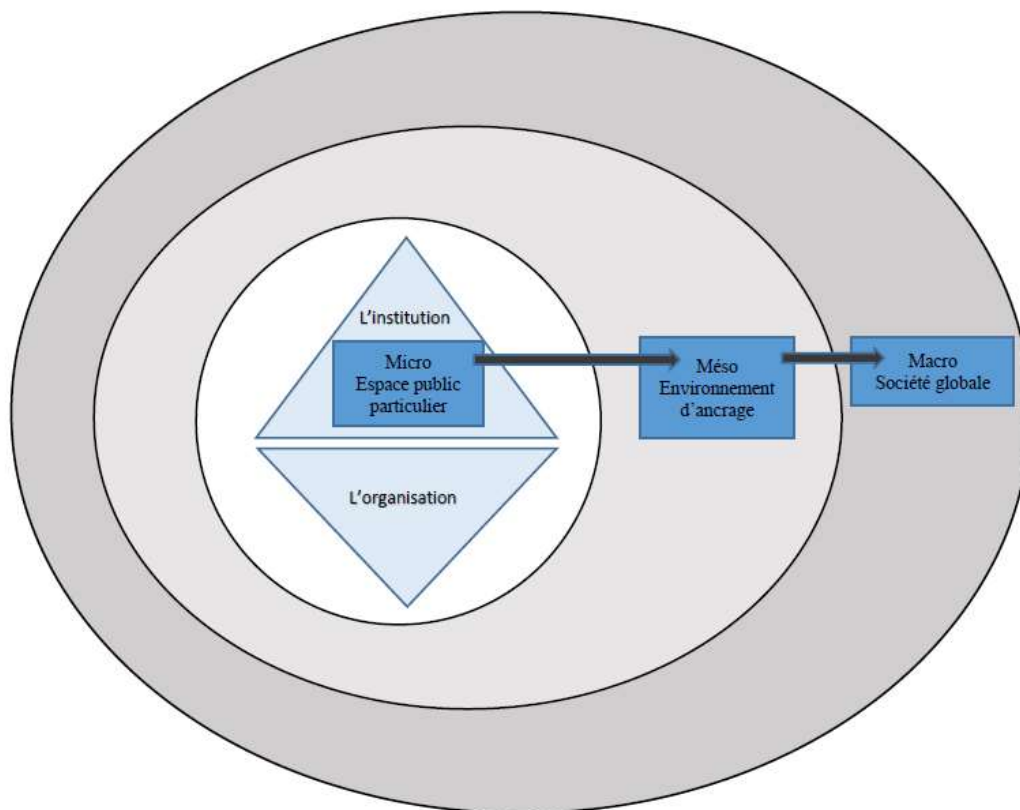 L'institution
Micro
Espace public
particulier
Méso
Environnement
d'ancrage
Macro
Société globale
L'organisation